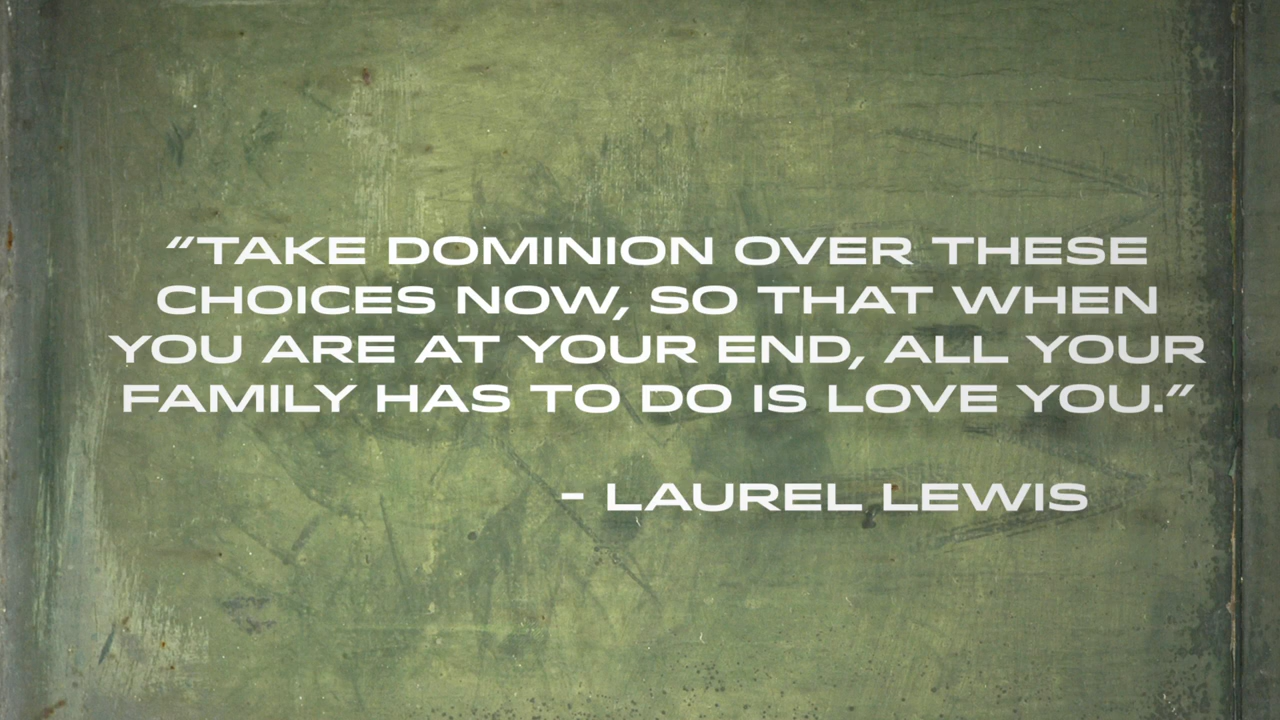 “TAKE DOMINION OVER THESE
CHOICES NOW, SO THAT WHEN
YOU ARE AT YOUR END, ALL YOUR
FAMILY HAS TO DO IS LOVE YOU.”
- LAUREL LEWIS